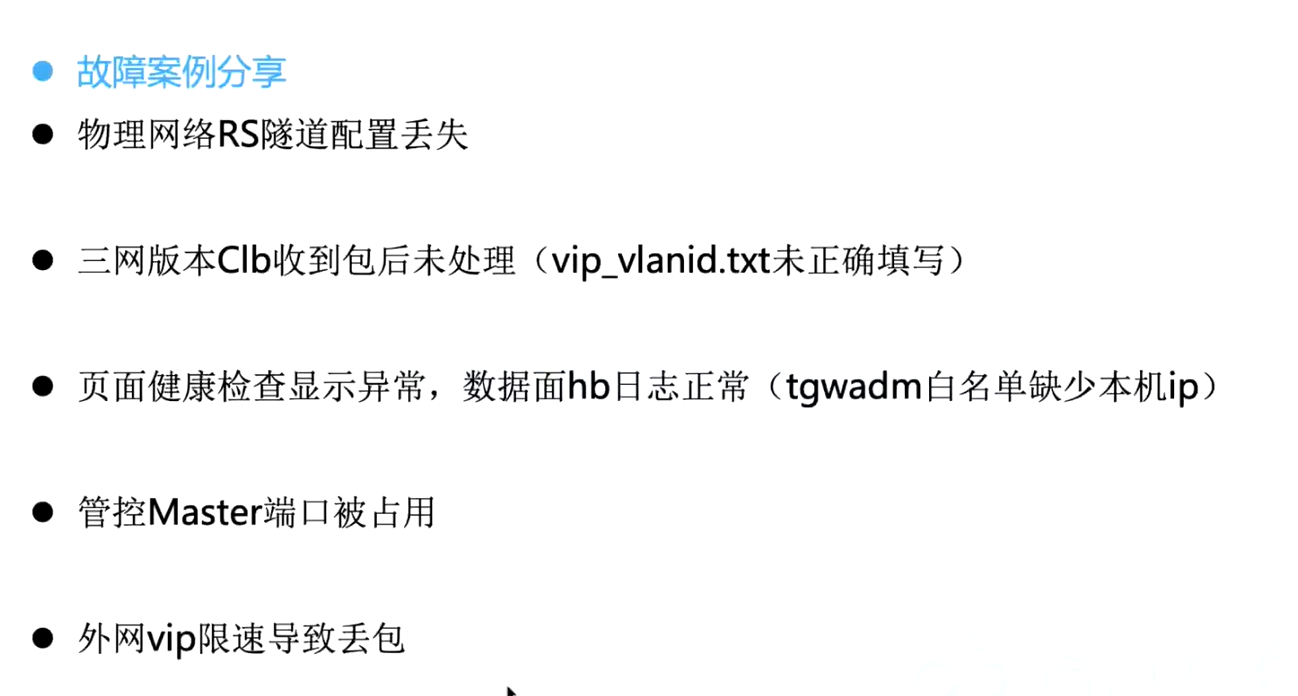 故障案例分享
物理网络RS隧道配置丢失
三网版本Clb收到包后未处理（vip_vlanid.txt未正确填写）
页面健康检查显示异常，数据面hb日志正常（tgwadm白名单缺少本机ip）
管控Master端口被占用
外网vip限速导致丢包